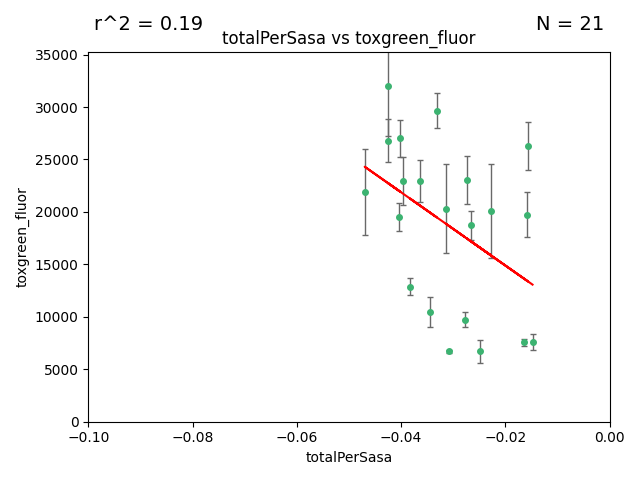 r^2 = 0.19
N = 21
totalPerSasa vs toxgreen_fluor
35000
30000
25000
20000
15000
10000
5000
0
toxgreen_fluor
−0.10
−0.08
−0.06
−0.04
−0.02
0.00
totalPerSasa